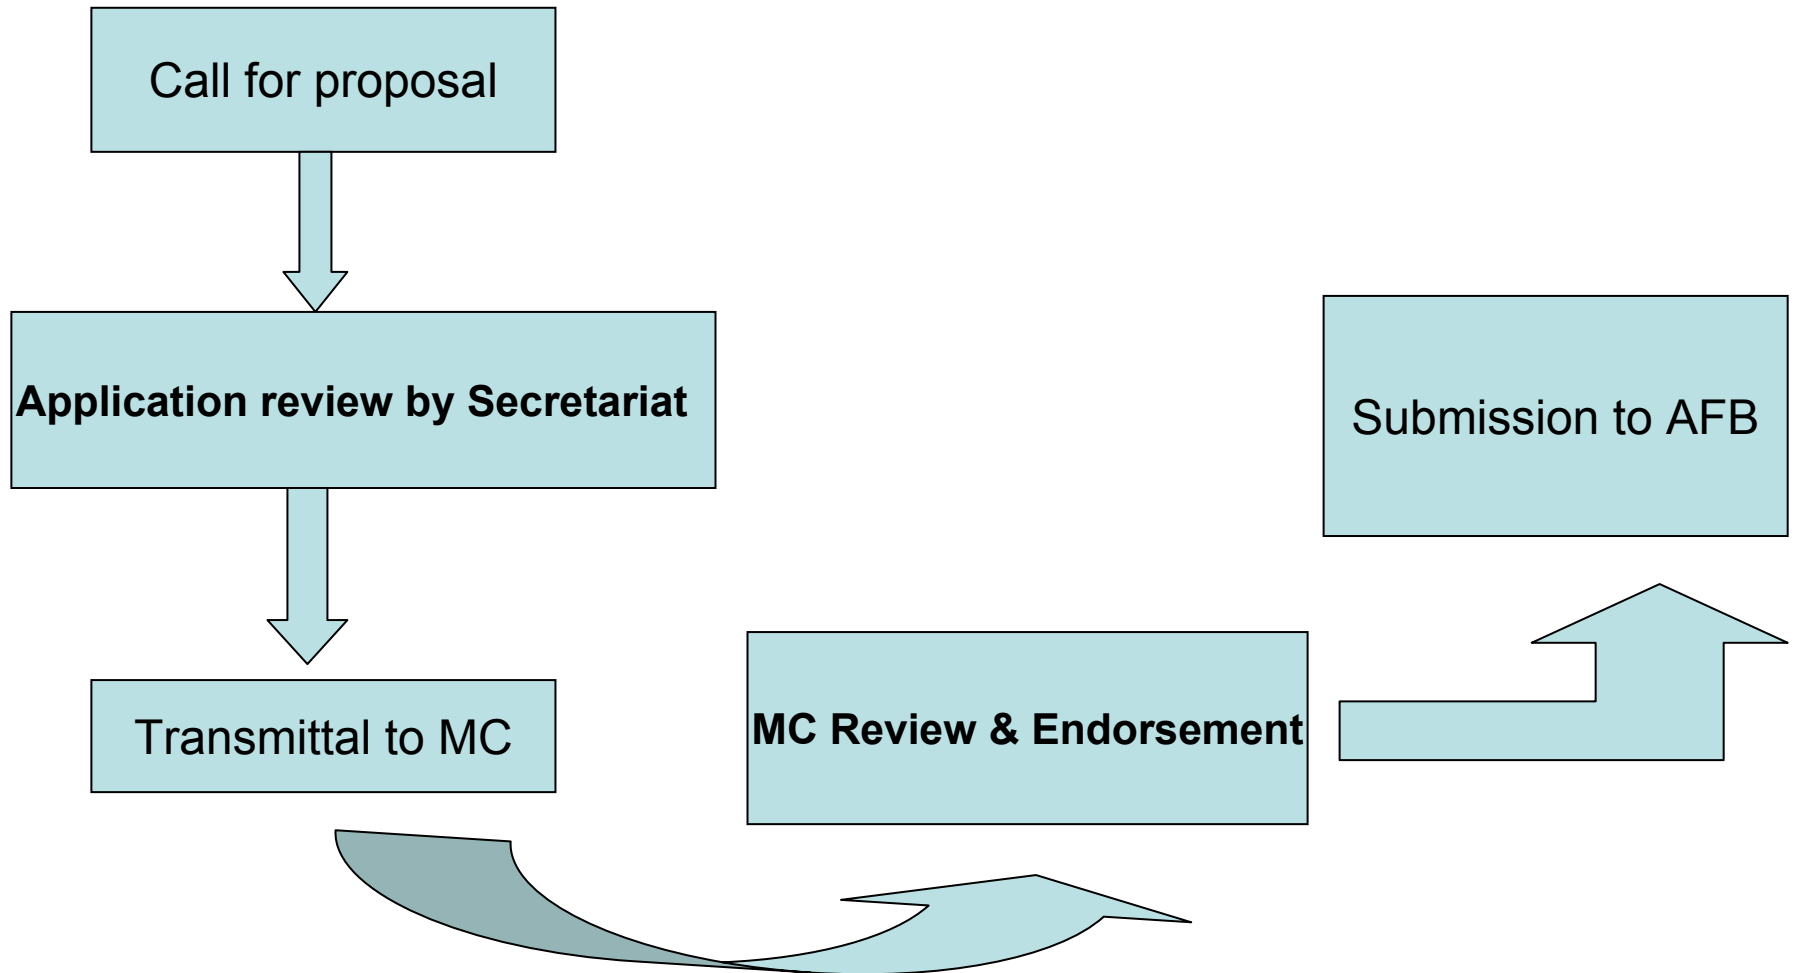 Call for proposal
Application review by Secretariat
Transmittal to MC
MC Review & Endorsement
Submission to AFB